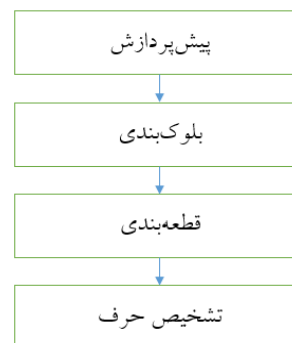 پیش‌پردازش
بلوک‌بندی
قطعه‌بندی
تشخیص حرف